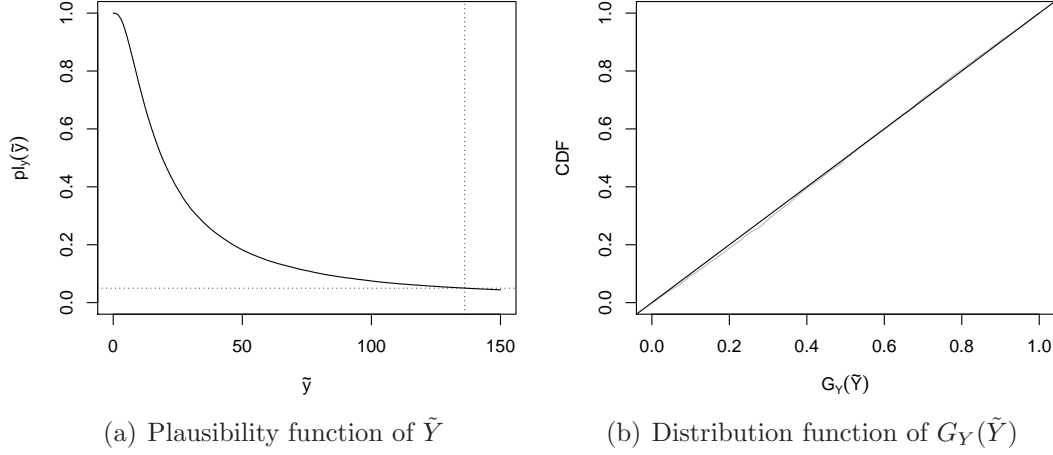 pl_y(ỹ)
1.0
0.8
0.6
0.4
0.2
0.0
0 50 100 150
ỹ
CDF
1.0
0.8
0.6
0.4
0.2
0.0
0.0 0.2 0.4 0.6 0.8 1.0
G_Y(Ỹ)
(a) Plausibility function of Ỹ
(b) Distribution function of G_Y(Ỹ)